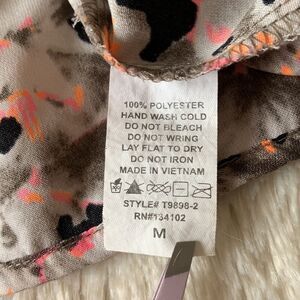 100% POLYESTER
HAND WASH COLD
DO NOT BLEACH
DO NOT WRING
LAY FLAT TO DRY
DO NOT IRON
MADE IN VIETNAM
STYLE# T9898-2
RN#134102
M